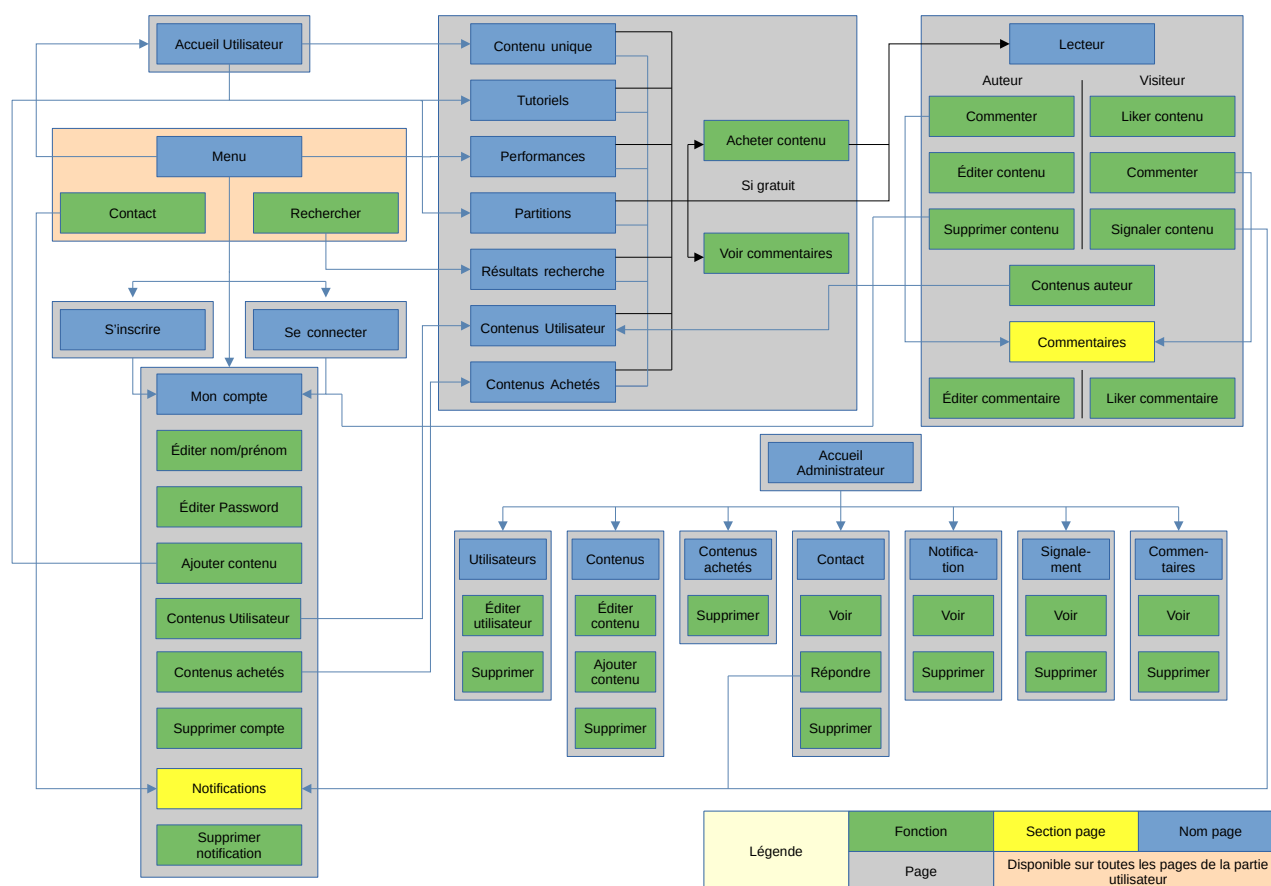 Accueil Utilisateur
Menu
Contact
Rechercher
S'inscrire
Se connecter
Mon compte
Éditer nom/prénom
Éditer Password
Ajouter contenu
Contenus Utilisateur
Contenus achetés
Supprimer compte
Notifications
Supprimer
notification
Contenu unique
Tutoriels
Performances
Partitions
Résultats recherche
Contenus Utilisateur
Contenus Achetés
Acheter contenu
Si gratuit
Voir commentaires
Lecteur
Auteur
Visiteur
Commenter
Liker contenu
Éditer contenu
Commenter
Supprimer contenu
Signaler contenu
Contenus auteur
Commentaires
Éditer commentaire
Liker commentaire
Accueil
Administrateur
Utilisateurs
Éditer
utilisateur
Supprimer
Contenus
Éditer
contenu
Ajouter
contenu
Supprimer
Contenus
achetés
Supprimer
Contact
Voir
Répondre
Supprimer
Notifica-
tion
Voir
Supprimer
Signale-
ment
Voir
Supprimer
Commen-
taires
Voir
Supprimer
Légende
Fonction
Section page
Nom page
Page
Disponible sur toutes les pages de la partie
utilisateur